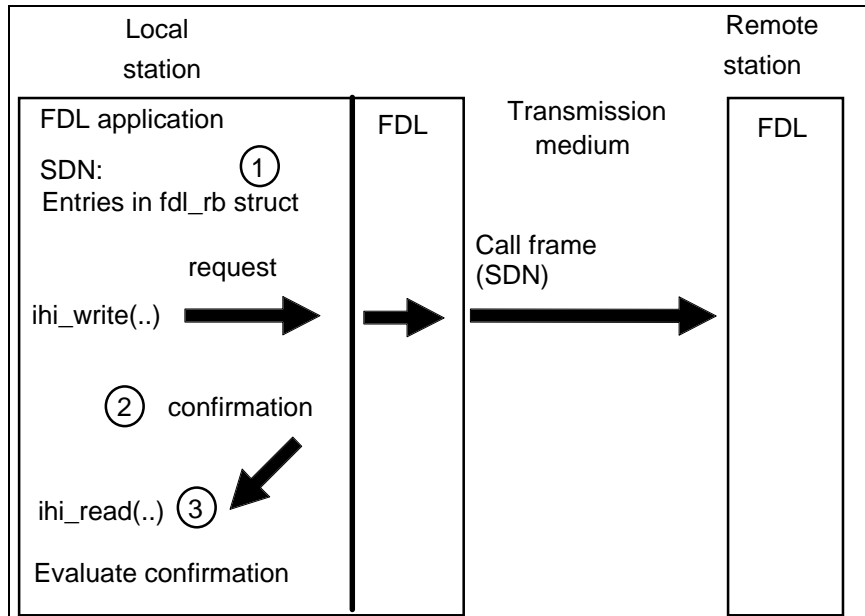 Local
station
Remote
station
FDL application
FDL
Transmission
medium
FDL
SDN:
1
Entries in fdl_rb struct
Call frame
(SDN)
request
ihi_write(..)
2 confirmation
ihi_read(..) 3
Evaluate confirmation